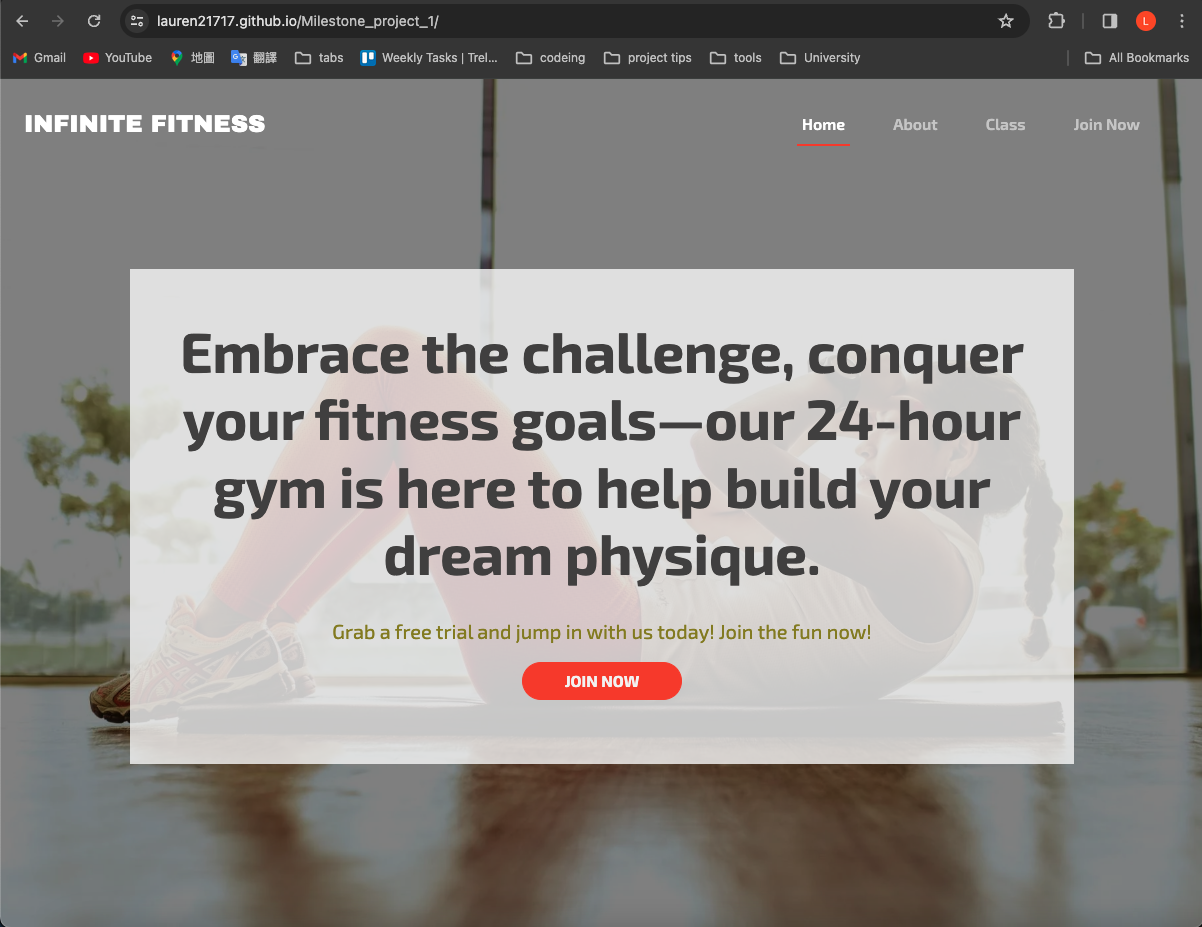 lauren21717.github.io/Milestone_project_1/
L
Gmail
YouTube
地圖
翻譯
tabs
Weekly Tasks | Trel...
codeing
project tips
tools
University
All Bookmarks
INFINITE FITNESS
Home
About
Class
Join Now
Embrace the challenge, conquer
your fitness goals—our 24-hour
gym is here to help build your
dream physique.
Grab a free trial and jump in with us today! Join the fun now!
JOIN NOW